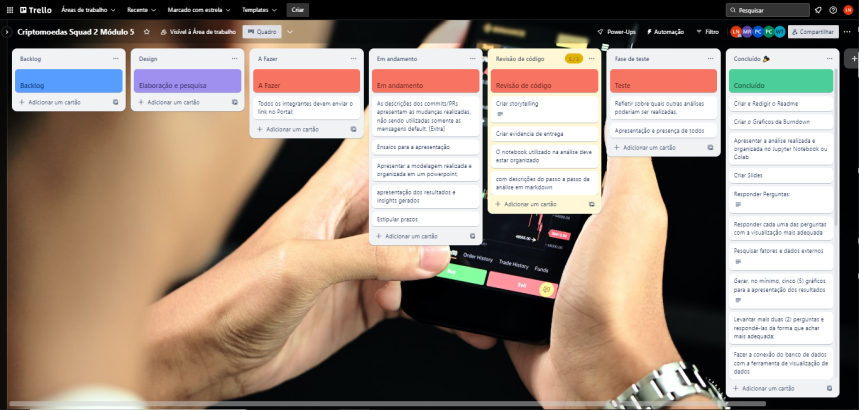 Trello
Áreas de trabalho
Recente
Marcado com estrela
Templates
Criar
Pesquisar
LN
Criptomoedas Squad 2 Módulo 5
Visível à Área de trabalho
Quadro
Power-Ups
Automação
Filtro
LN
MR
PC
PC
MT
Compartilhar
Backlog
Backlog
+ Adicionar um cartão
Design
Elaboração e pesquisa
+ Adicionar um cartão
A Fazer
A Fazer
Todos os integrantes devem enviar o
link no Portal:
+ Adicionar um cartão
Em andamento
Em andamento
As descrições dos commits/PRs
apresentam as mudanças realizadas,
não sendo utilizadas somente as
mensagens default. [Extra]
Ensaios para a apresentação
Apresentar a modelagem realizada e
organizada em um powerpoint;
apresentação dos resultados e
insights gerados
Estipular prazos
+ Adicionar um cartão
Revisão de código
Revisão de código
Criar storytelling
Criar evidencia de entrega
O notebook utilizado na análise deve
estar organizado
com descrições do passo a passo da
análise em markdown
+ Adicionar um cartão
Fase de teste
Teste
Refletir sobre quais outras análises
poderiam ser realizadas.
Apresentação e presença de todos
+ Adicionar um cartão
Concluído
Concluído
Criar e Redigir o Readme
Criar o Gráficos de Burndown
Apresentar a análise realizada e
organizada no Jupyter Notebook ou
Colab
Criar Slides
Responder Perguntas:
Responder cada uma das perguntas
com a visualização mais adequada
Pesquisar fatores e dados externos
Gerar, no mínimo, cinco (5) gráficos
para a apresentação dos resultados
Levantar mais duas (2) perguntas e
respondê-las da forma que achar
mais adequada:
Fazer a conexão do banco de dados
com a ferramenta de visualização de
dados
+ Adicionar um cartão
Order History
Trade History
Funds
Buy
Sell